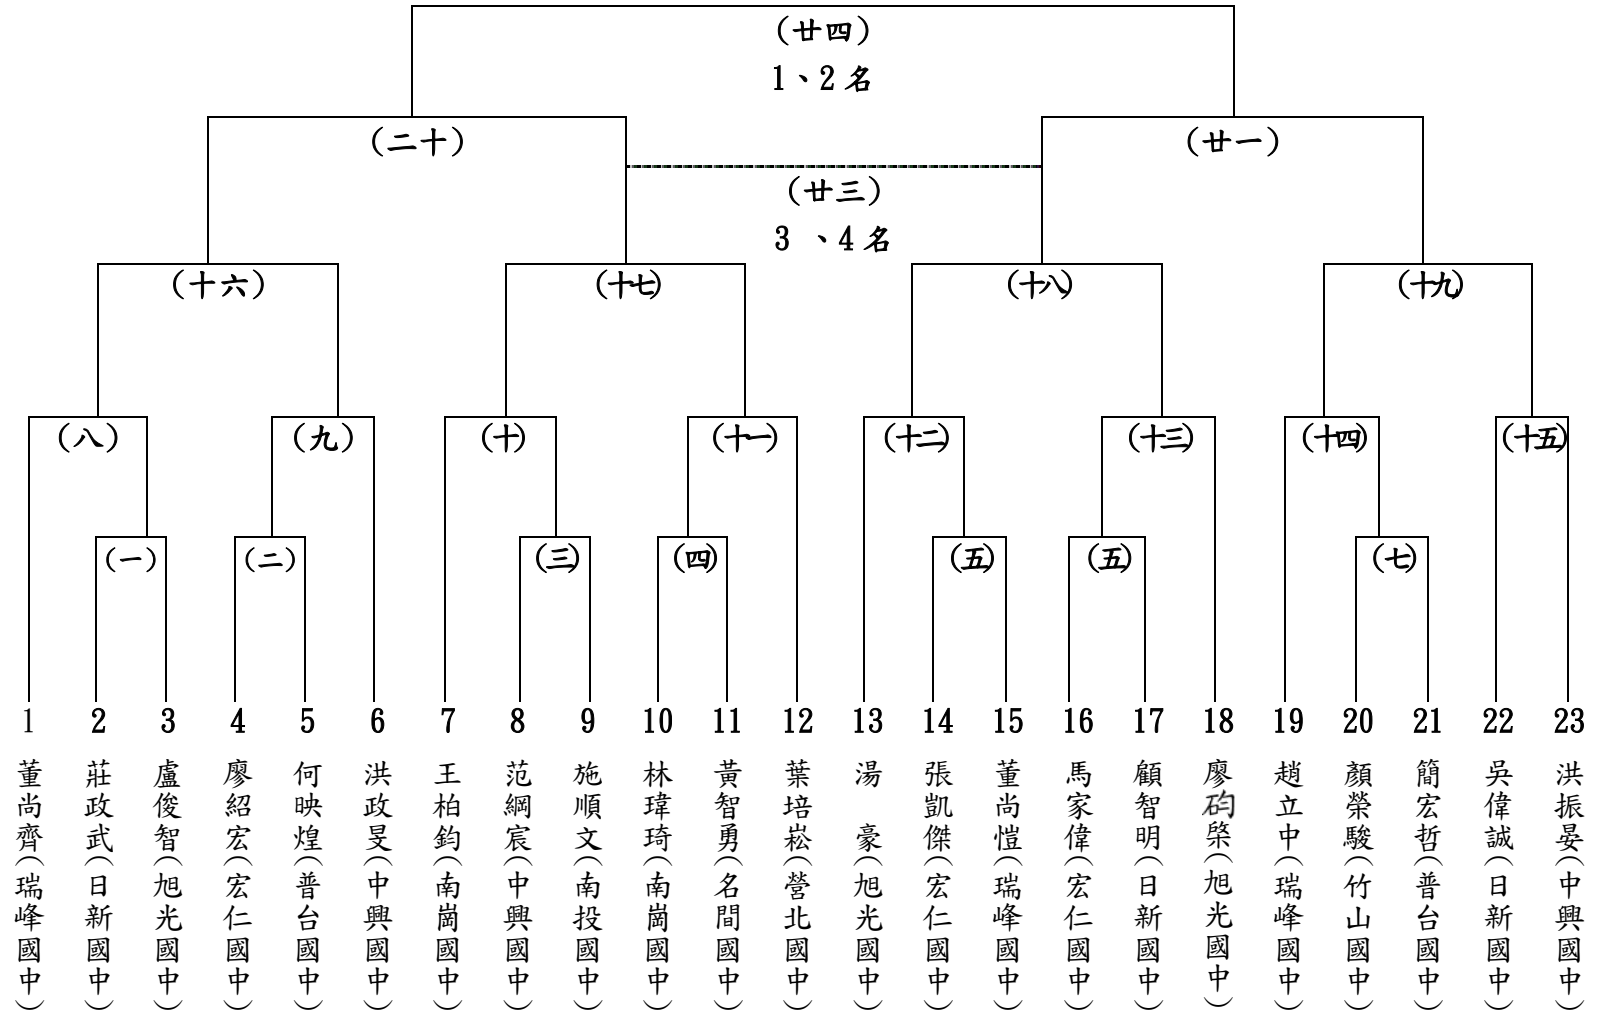 (廿四)
1、2名
(二十)
(廿一)
(廿三)
3 、4名
(十六)
(十七)
(十八)
(十九)
(八)
(九)
(十)
(十一)
(十二)
(十三)
(十四)
(十五)
(一)
(二)
(三)
(四)
(五)
(五)
(七)
1
2
3
4
5
6
7
8
9
10
11
12
13
14
15
16
17
18
19
20
21
22
23
董尚齊(瑞峰國中)
莊政武(日新國中)
盧俊智(旭光國中)
廖紹宏(宏仁國中)
何映煌(普台國中)
洪政旻(中興國中)
王柏鈞(南崗國中)
范綱宸(中興國中)
施順文(南投國中)
林瑋琦(南崗國中)
黃智勇(名間國中)
葉培崧(營北國中)
湯　豪(旭光國中)
張凱傑(宏仁國中)
董尚愷(瑞峰國中)
馬家偉(宏仁國中)
顧智明(日新國中)
廖砃棨(旭光國中)
趙立中(瑞峰國中)
顏榮駿(竹山國中)
簡宏哲(普台國中)
吳偉誠(日新國中)
洪振晏(中興國中)